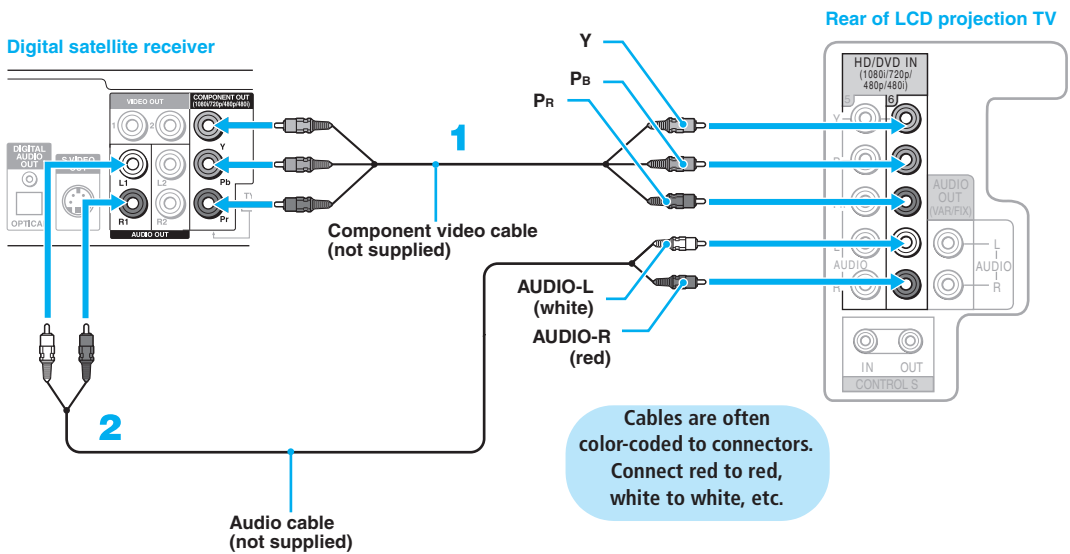 Rear of LCD projection TV
Digital satellite receiver
VIDEO OUT
COMPONENT OUT
(1080i/720p/480p/480i)
1
2
Y
DIGITAL
AUDIO
OUT
S VIDEO
OUT
L1
L2
Pb
OPTICAL
R1
R2
Pr
TV
AUDIO OUT
Y
PB
PR
1
Component video cable
(not supplied)
AUDIO-L
(white)
AUDIO-R
(red)
HD/DVD IN
(1080i/720p/
480p/480i)
5
6
Y
L
AUDIO
R
AUDIO
OUT
(VAR/FIX)
L
AUDIO
R
IN
OUT
CONTROL S
2
Audio cable
(not supplied)
Cables are often
color-coded to connectors.
Connect red to red,
white to white, etc.